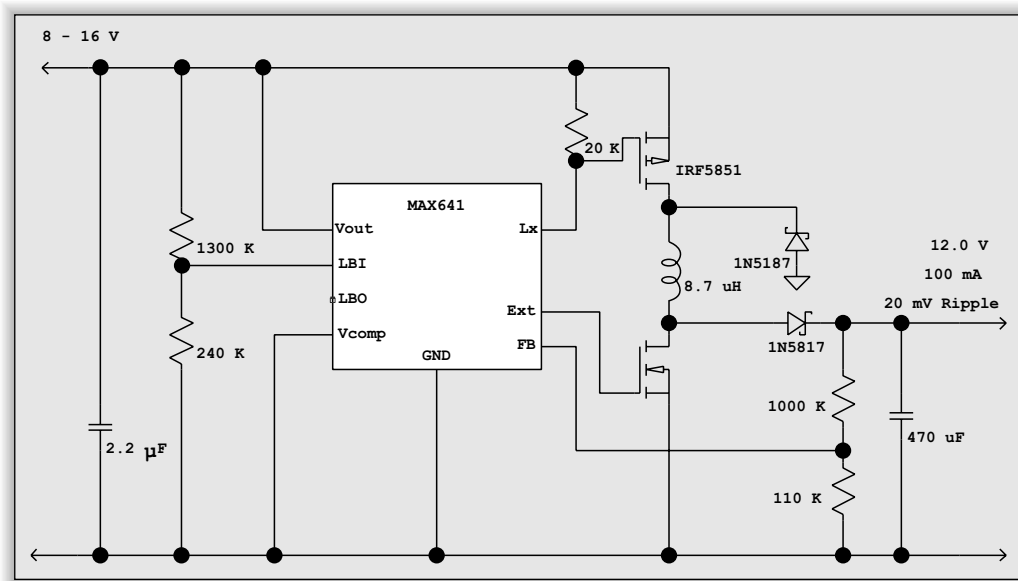 8 - 16 V
20 K
IRF5851
MAX641
Vout
Lx
1300 K
LBI
1N5187
12.0 V
8.7 uH
100 mA
LBO
20 mV Ripple
Ext
Vcomp
FB
1N5817
240 K
GND
1000 K
2.2 µF
470 uF
110 K